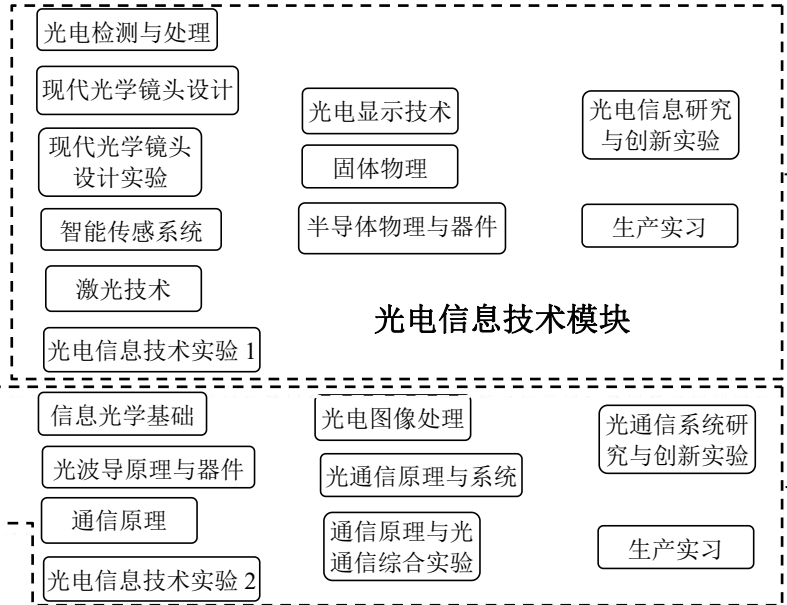 光电检测与处理
现代光学镜头设计
现代光学镜头
设计实验
智能传感系统
激光技术
光电信息技术实验 1
光电显示技术
固体物理
半导体物理与器件
光电信息研究
与创新实验
生产实习
光电信息技术模块
信息光学基础
光波导原理与器件
通信原理
光电信息技术实验 2
光电图像处理
光通信原理与系统
通信原理与光
通信综合实验
光通信系统研
究与创新实验
生产实习